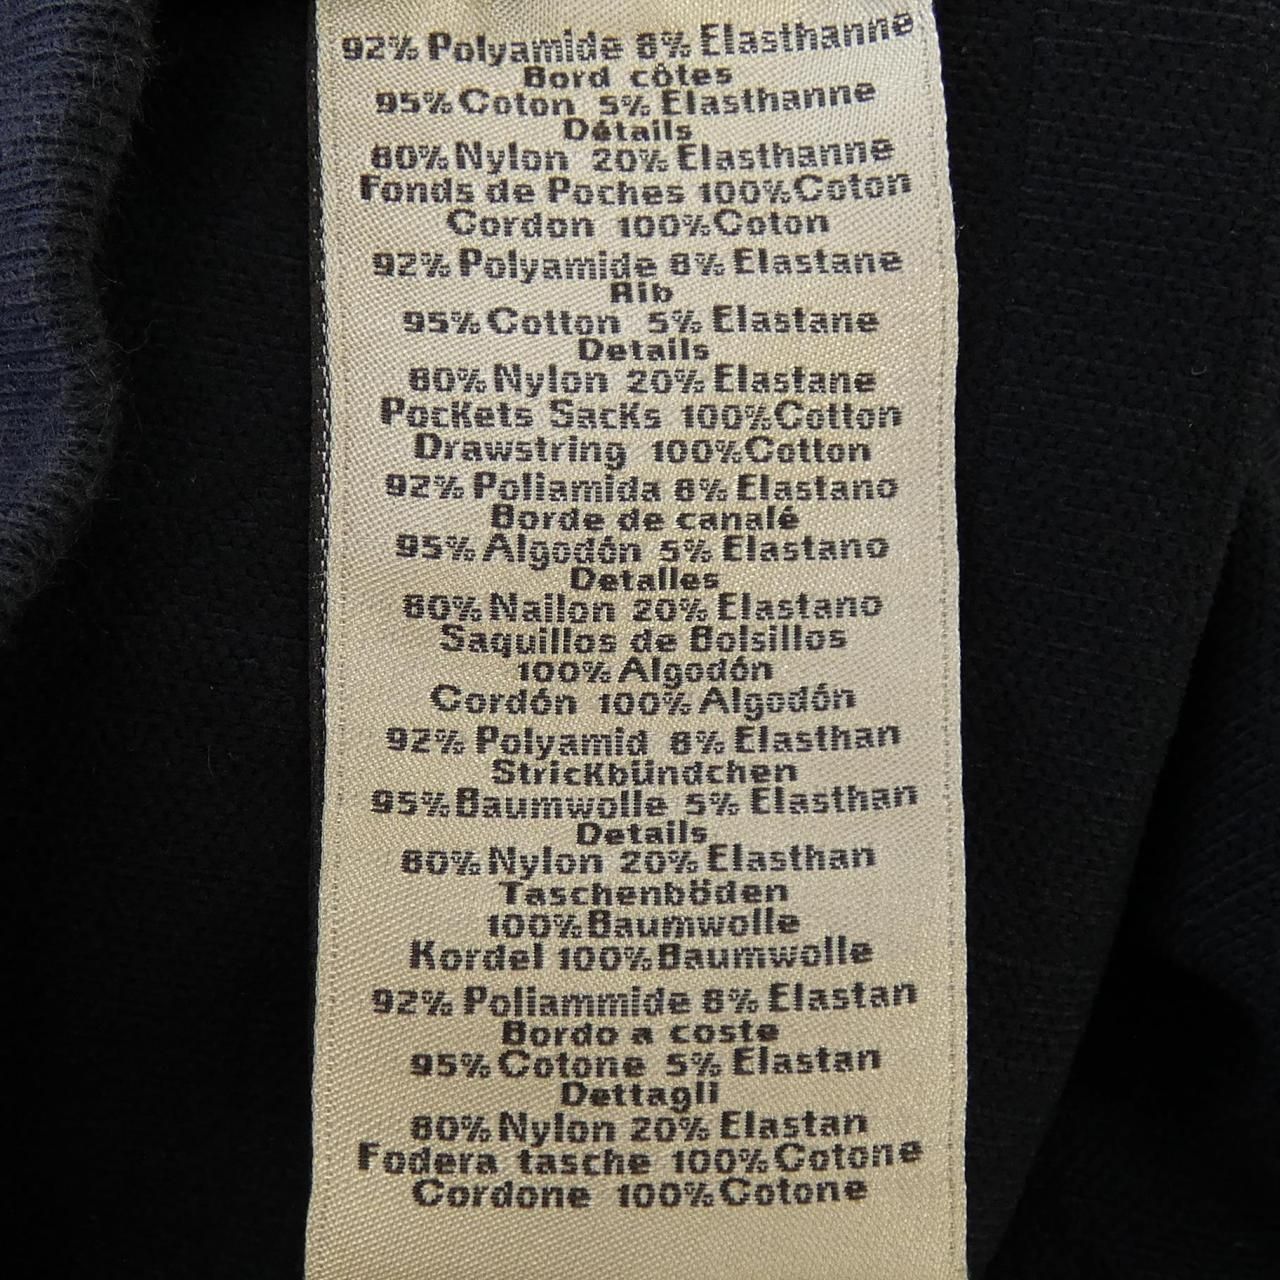 92% Polyamide 8% Elasthanne
Bord côtes
95% Coton 5% Elasthanne
Détails
80% Nylon 20% Elasthanne
Fonds de Poches 100% Coton
Cordon 100% Coton
92% Polyamide 8% Elastane
Rib
95% Cotton 5% Elastane
Details
80% Nylon 20% Elastane
Pockets Sacks 100% Cotton
Drawstring 100% Cotton
92% Poliamida 8% Elastano
Borde de canalé
95% Algodón 5% Elastano
Detalles
80% Nailon 20% Elastano
Saquillos de Bolsillos
100% Algodón
Cordón 100% Algodón
92% Polyamid 8% Elasthan
Strickbündchen
95% Baumwolle 5% Elasthan
Details
80% Nylon 20% Elasthan
Taschenböden
100% Baumwolle
Kordel 100% Baumwolle
92% Poliammide 8% Elastan
Bordo a coste
95% Cotone 5% Elastan
Dettagli
80% Nylon 20% Elastan
Fodera tasche 100% Cotone
Cordone 100% Cotone